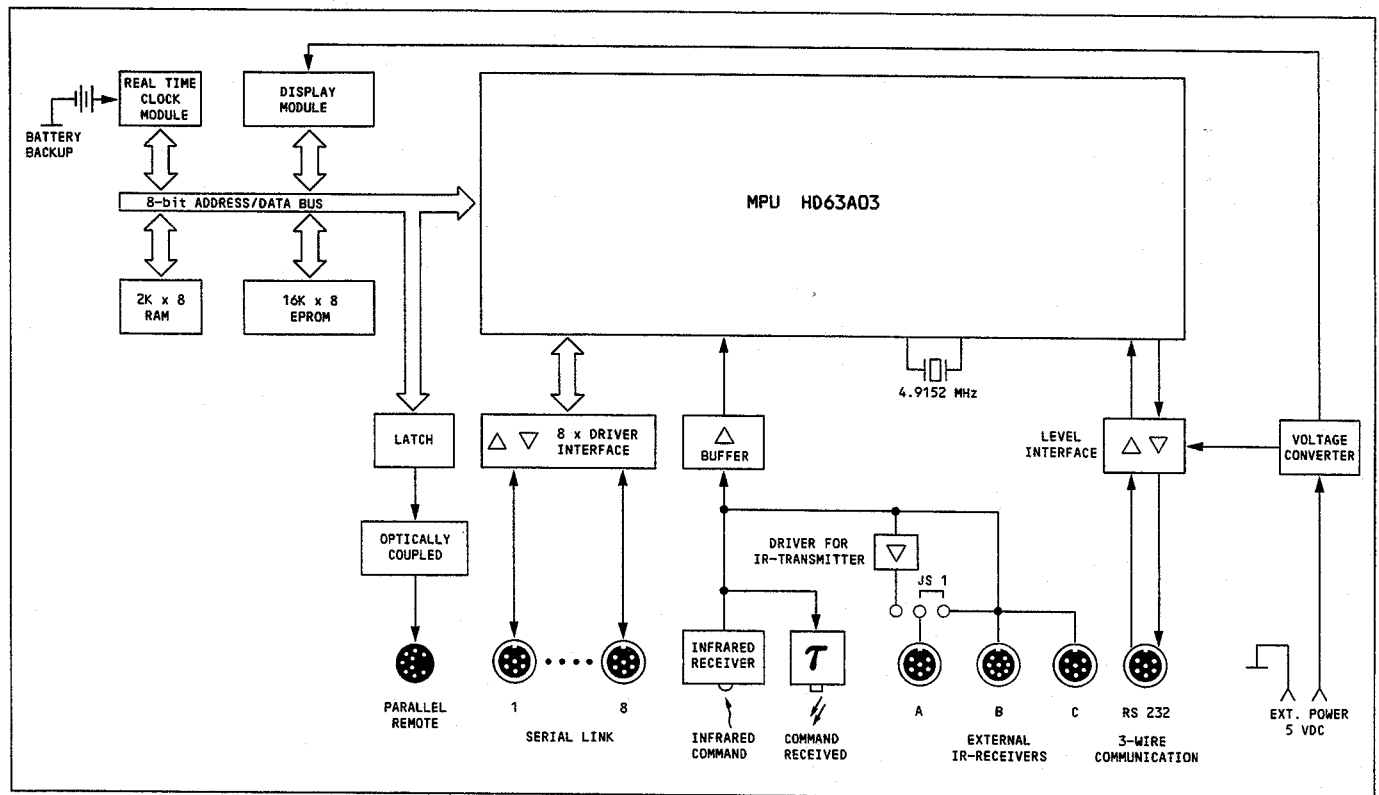 REAL TIME
CLOCK
MODULE
DISPLAY
MODULE
BATTERY
BACKUP
8-bit ADDRESS/DATA BUS
MPU HD63A03
2K x 8
RAM
16K x 8
EPROM
4.9152 MHz
LATCH
8 x DRIVER
INTERFACE
BUFFER
LEVEL
INTERFACE
VOLTAGE
CONVERTER
OPTICALLY
COUPLED
DRIVER FOR
IR-TRANSMITTER
JS 1
INFRARED
RECEIVER
τ
PARALLEL
REMOTE
1
8
SERIAL LINK
INFRARED
COMMAND
COMMAND
RECEIVED
A
B
C
EXTERNAL
IR-RECEIVERS
RS 232
3-WIRE
COMMUNICATION
EXT. POWER
5 VDC